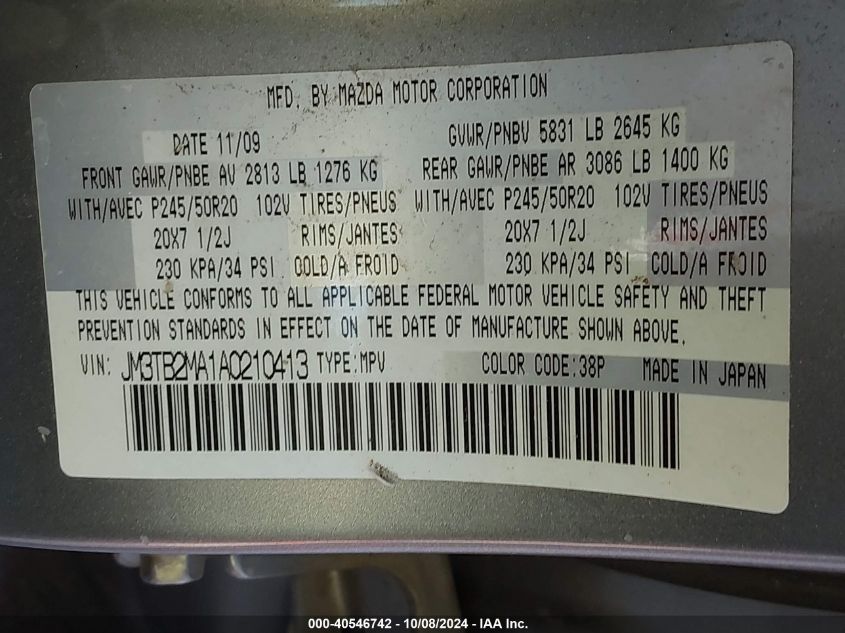 MFD. BY MAZDA MOTOR CORPORATION
DATE 11/09 GVWR/PNBV 5831 LB 2645 KG
FRONT GAWR/PNBE AV 2813 LB 1276 KG REAR GAWR/PNBE AR 3086 LB 1400 KG
WITH/AVEC P245/50R20 102V TIRES/PNEUS WITH/AVEC P245/50R20 102V TIRES/PNEUS
20X7 1/2J RIMS/JANTES 20X7 1/2J RIMS/JANTES
230 KPA/34 PSI COLD/A FROID 230 KPA/34 PSI COLD/A FROID
THIS VEHICLE CONFORMS TO ALL APPLICABLE FEDERAL MOTOR VEHICLE SAFETY AND THEFT
PREVENTION STANDARDS IN EFFECT ON THE DATE OF MANUFACTURE SHOWN ABOVE.
VIN: JM3TB2MA1A0210413 TYPE:MPV COLOR CODE:38P MADE IN JAPAN
000-40546742 - 10/08/2024 - IAA Inc.